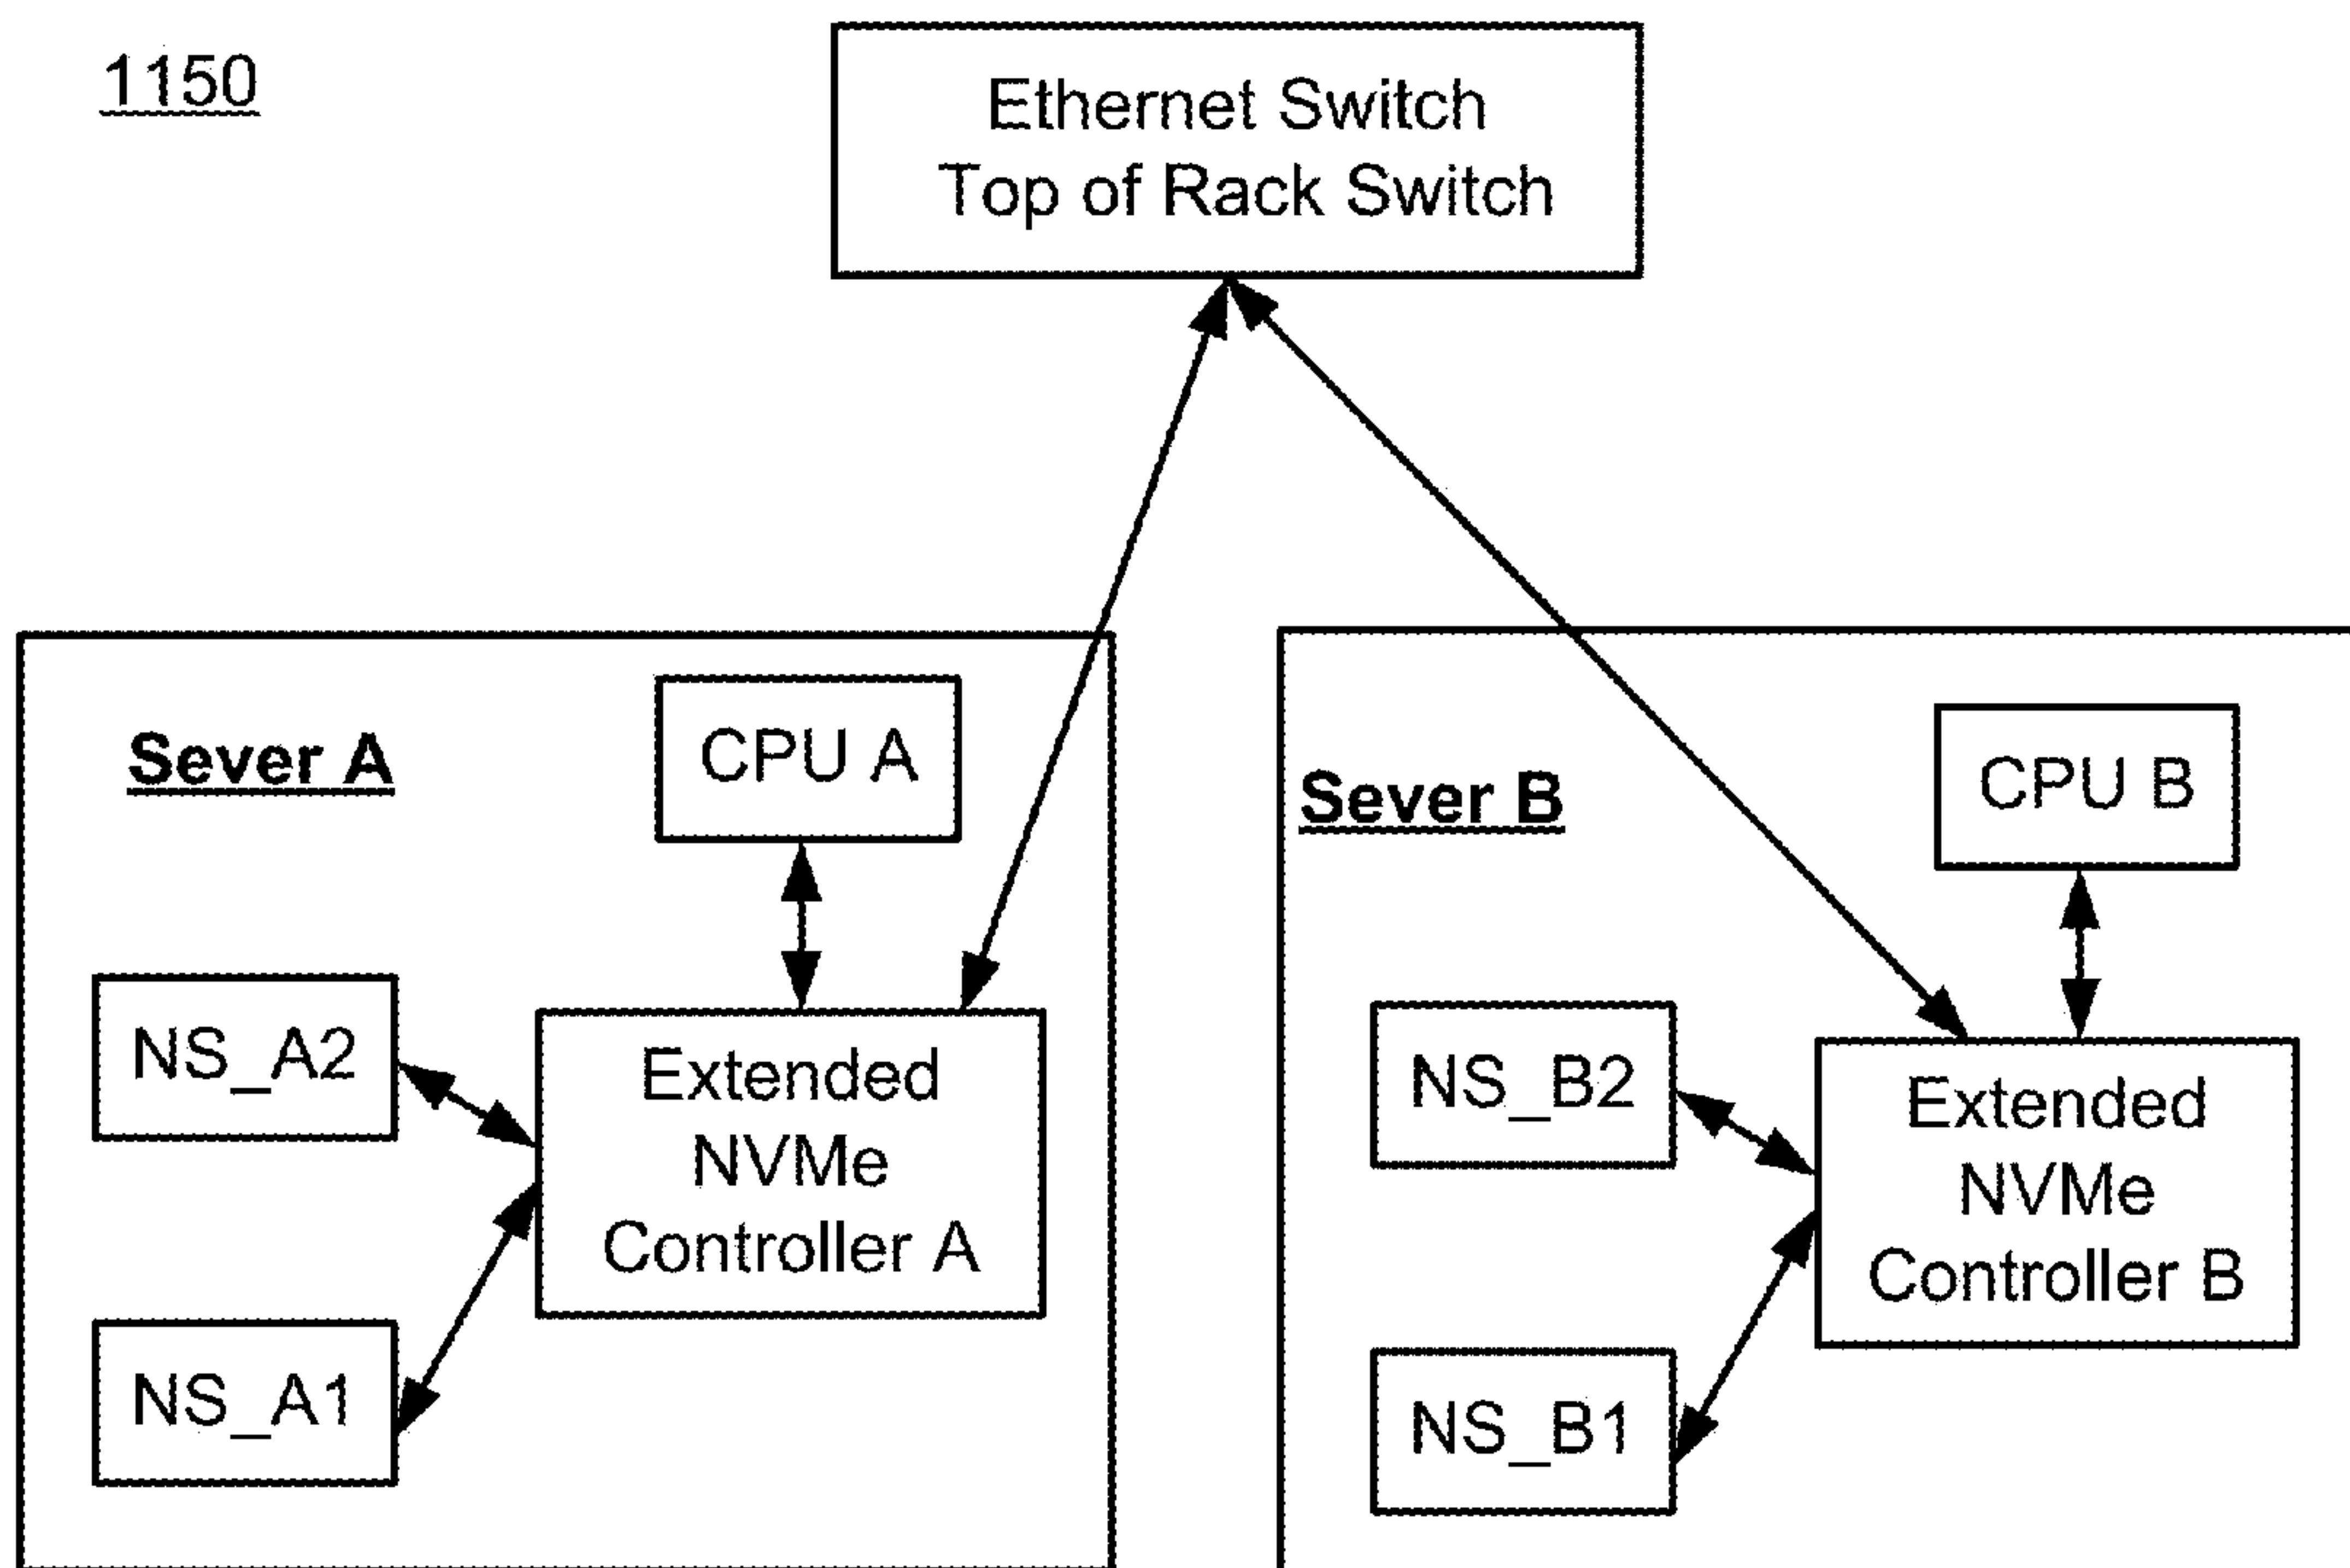 1150
Ethernet Switch
Top of Rack Switch
Sever A
CPU A
NS_A2
Extended
NVMe
Controller A
NS_A1
Sever B
CPU B
NS_B2
Extended
NVMe
Controller B
NS_B1